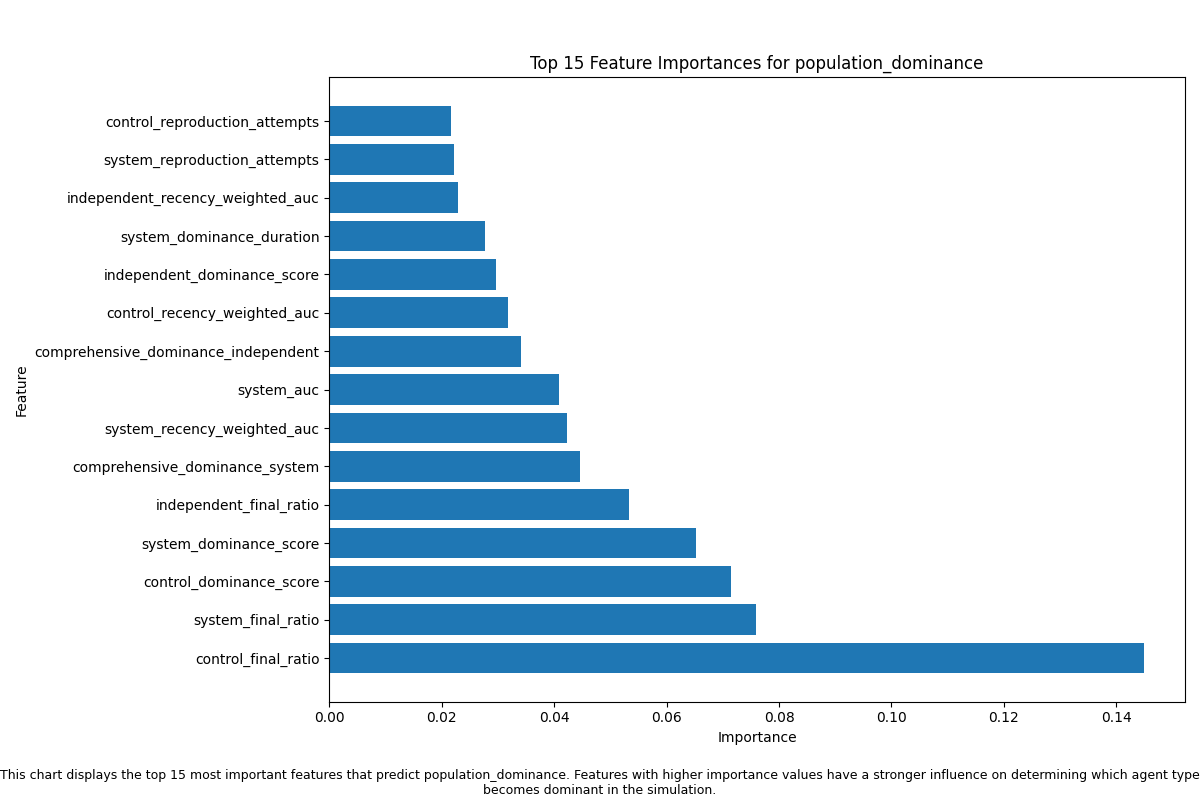 Top 15 Feature Importances for population_dominance
control_reproduction_attempts
system_reproduction_attempts
independent_recency_weighted_auc
system_dominance_duration
independent_dominance_score
control_recency_weighted_auc
comprehensive_dominance_independent
system_auc
system_recency_weighted_auc
comprehensive_dominance_system
independent_final_ratio
system_dominance_score
control_dominance_score
system_final_ratio
control_final_ratio
Feature
0.00 0.02 0.04 0.06 0.08 0.10 0.12 0.14
Importance
This chart displays the top 15 most important features that predict population_dominance. Features with higher importance values have a stronger influence on determining which agent type
becomes dominant in the simulation.